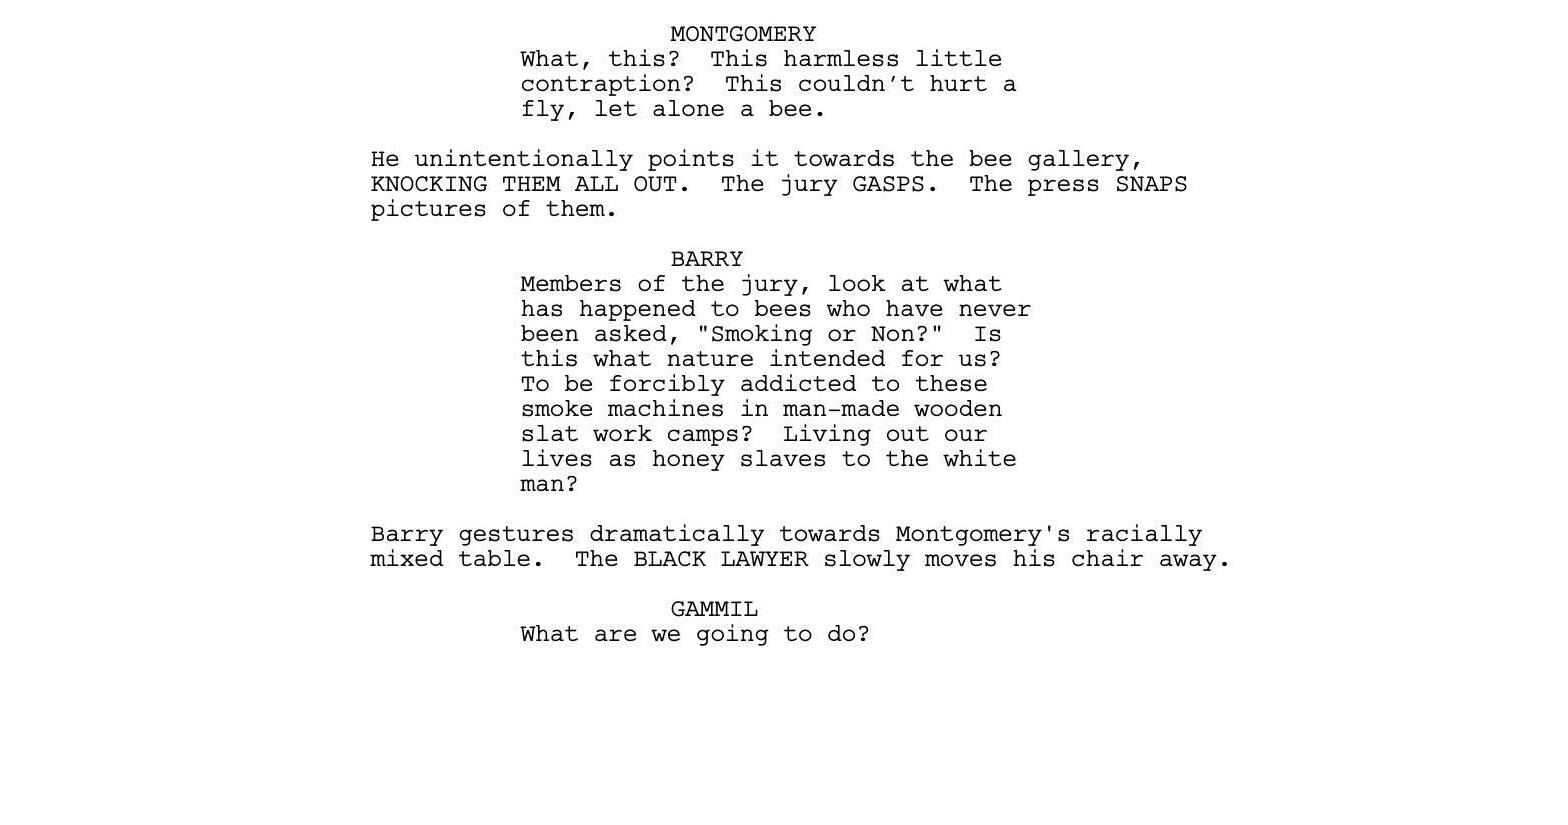 MONTGOMERY
What, this?  This harmless little
contraption?  This couldn’t hurt a
fly, let alone a bee.
He unintentionally points it towards the bee gallery,
KNOCKING THEM ALL OUT.  The jury GASPS.  The press SNAPS
pictures of them.
BARRY
Members of the jury, look at what
has happened to bees who have never
been asked, "Smoking or Non?"  Is
this what nature intended for us?
To be forcibly addicted to these
smoke machines in man-made wooden
slat work camps?  Living out our
lives as honey slaves to the white
man?
Barry gestures dramatically towards Montgomery's racially
mixed table.  The BLACK LAWYER slowly moves his chair away.
GAMMIL
What are we going to do?